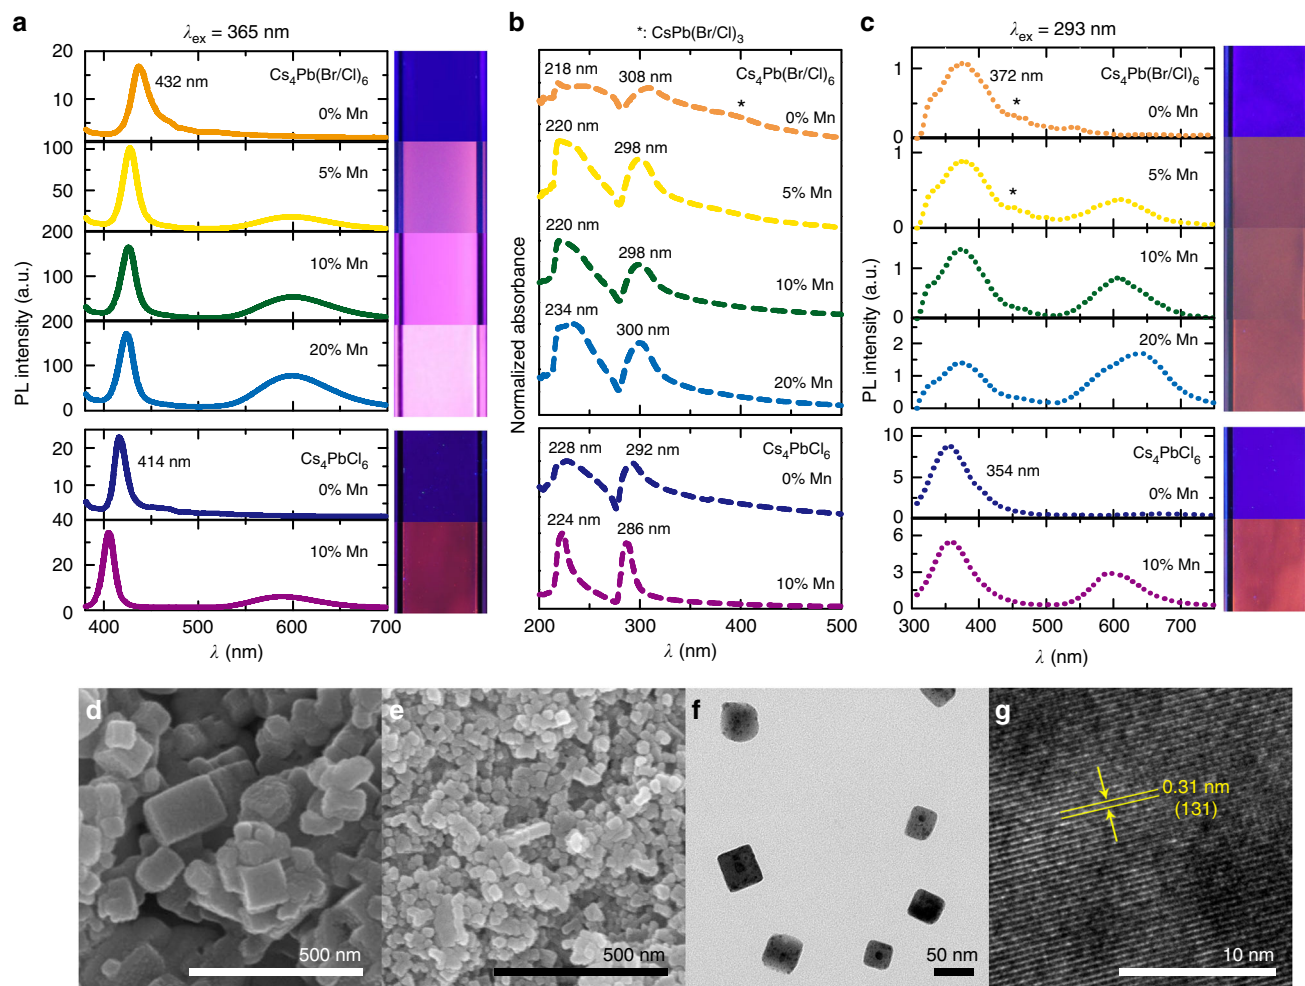 a
λex = 365 nm
20
10
0
432 nm
Cs4Pb(Br/Cl)6
0% Mn
100
50
5% Mn
200
100
0
10% Mn
200
100
0
20% Mn
20
10
0
414 nm
Cs4PbCl6
0% Mn
40
20
0
10% Mn
PL intensity (a.u.)
400 500 600 700
λ (nm)
b
*: CsPb(Br/Cl)3
218 nm 308 nm
Cs4Pb(Br/Cl)6
*
0% Mn
220
298 nm
5% Mn
220 nm
298 nm
10% Mn
234 nm
300 nm
20% Mn
228 nm 292 nm
Cs4PbCl6
0% Mn
224 nm
286 nm
10% Mn
Normalized absorbance
200 300 400 500
λ (nm)
c
λex = 293 nm
1
0
372 nm
Cs4Pb(Br/Cl)6
*
0% Mn
1
0
5% Mn
*
1
0
10% Mn
2
1
0
20% Mn
10
5
0
354 nm
Cs4PbCl6
0% Mn
6
3
0
10% Mn
PL intensity (a.u.)
300 400 500 600 700
λ (nm)
d
500 nm
e
500 nm
f
50 nm
g
0.31 nm
(131)
10 nm